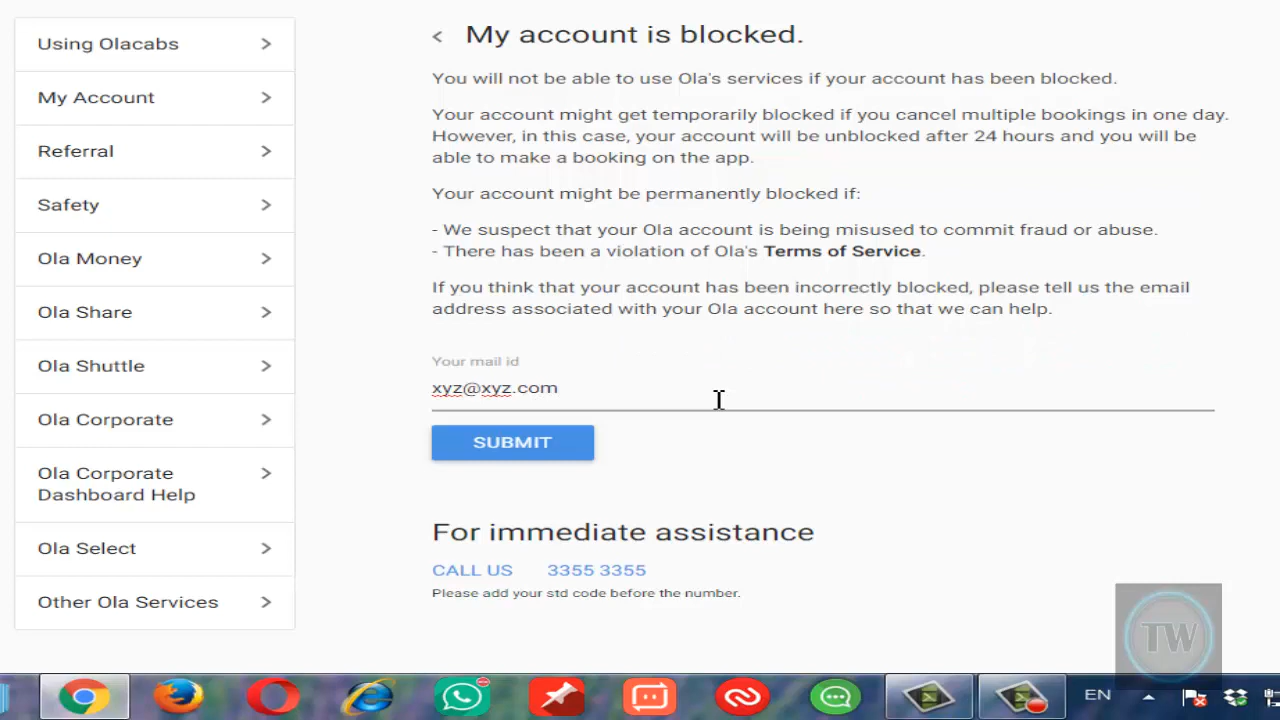 Using Olacabs
My Account
Referral
Safety
Ola Money
Ola Share
Ola Shuttle
Ola Corporate
Ola Corporate
Dashboard Help
Ola Select
Other Ola Services
My account is blocked.
You will not be able to use Ola's services if your account has been blocked.
Your account might get temporarily blocked if you cancel multiple bookings in one day.
However, in this case, your account will be unblocked after 24 hours and you will be
able to make a booking on the app.
Your account might be permanently blocked if:
- We suspect that your Ola account is being misused to commit fraud or abuse.
- There has been a violation of Ola's Terms of Service.
If you think that your account has been incorrectly blocked, please tell us the email
address associated with your Ola account here so that we can help.
Your mail id
xyz@xyz.com
SUBMIT
For immediate assistance
CALL US 3355 3355
Please add your std code before the number.
TW
EN